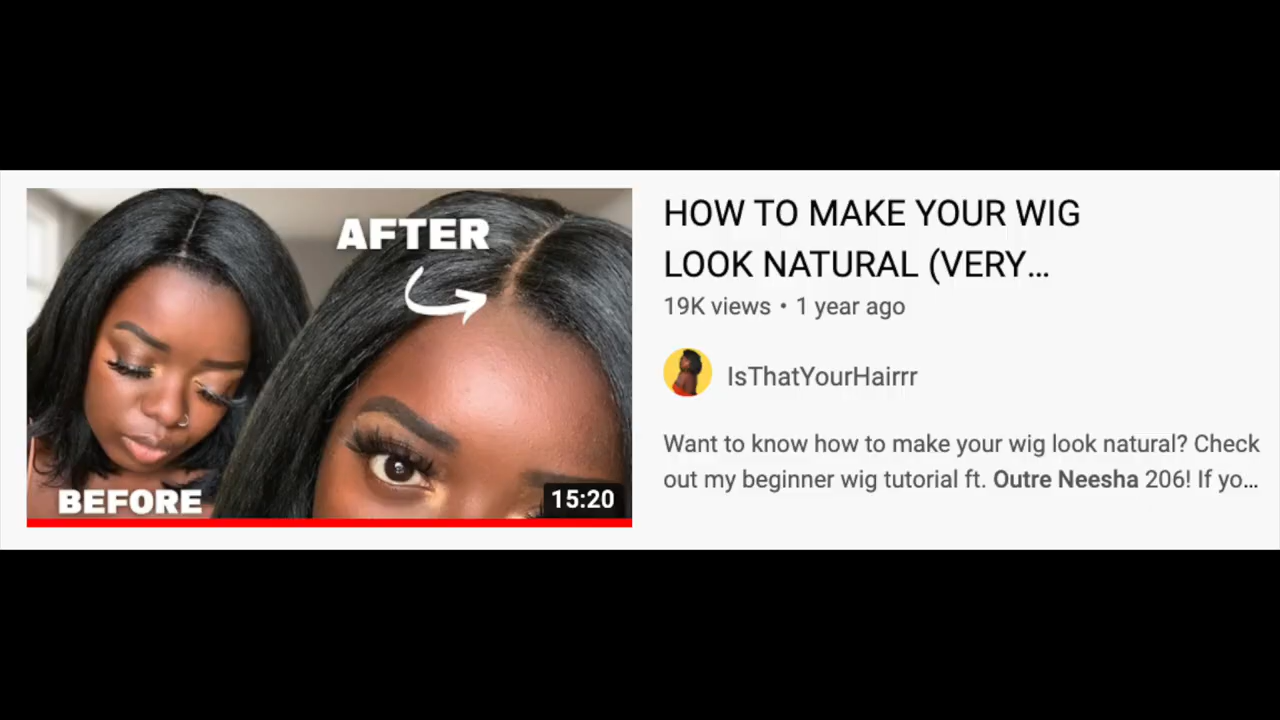 AFTER
BEFORE
15:20
HOW TO MAKE YOUR WIG
LOOK NATURAL (VERY...
19K views • 1 year ago
IsThatYourHairrr
Want to know how to make your wig look natural? Check
out my beginner wig tutorial ft. Outre Neesha 206! If yo...